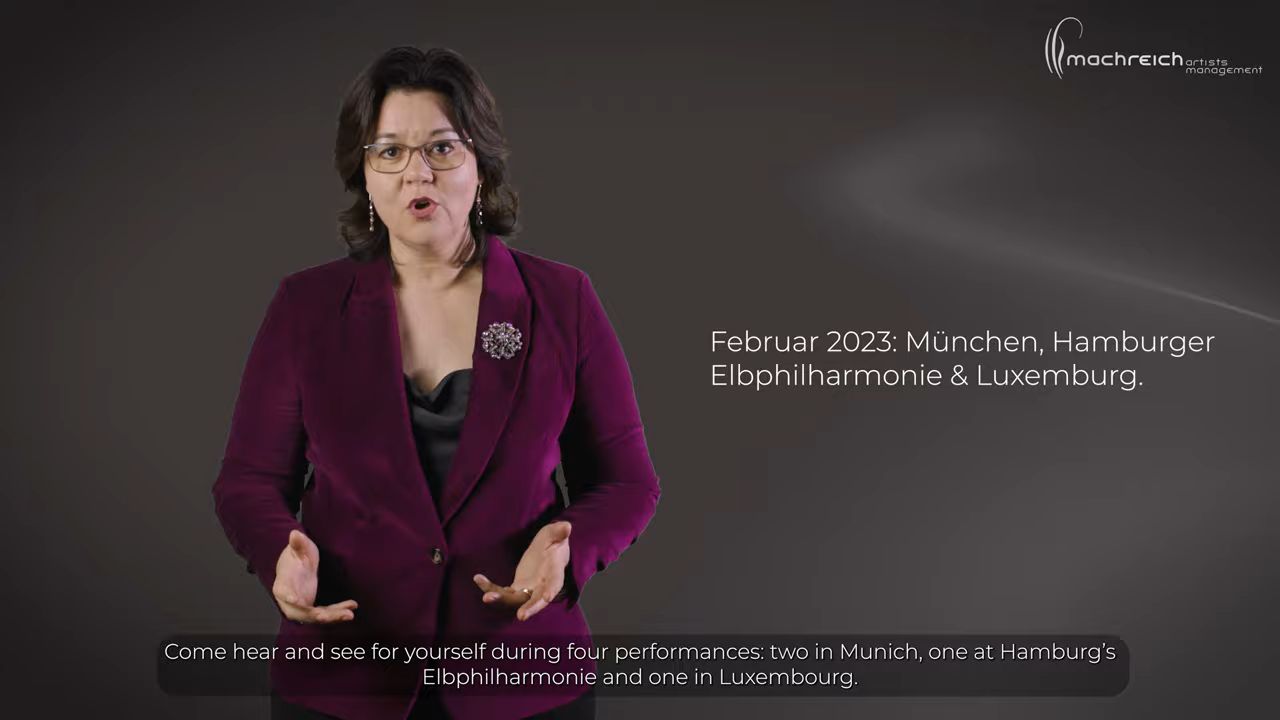 machreich artists
management
Februar 2023: München, Hamburger
Elbphilharmonie & Luxemburg.
Come hear and see for yourself during four performances: two in Munich, one at Hamburg’s
Elbphilharmonie and one in Luxembourg.